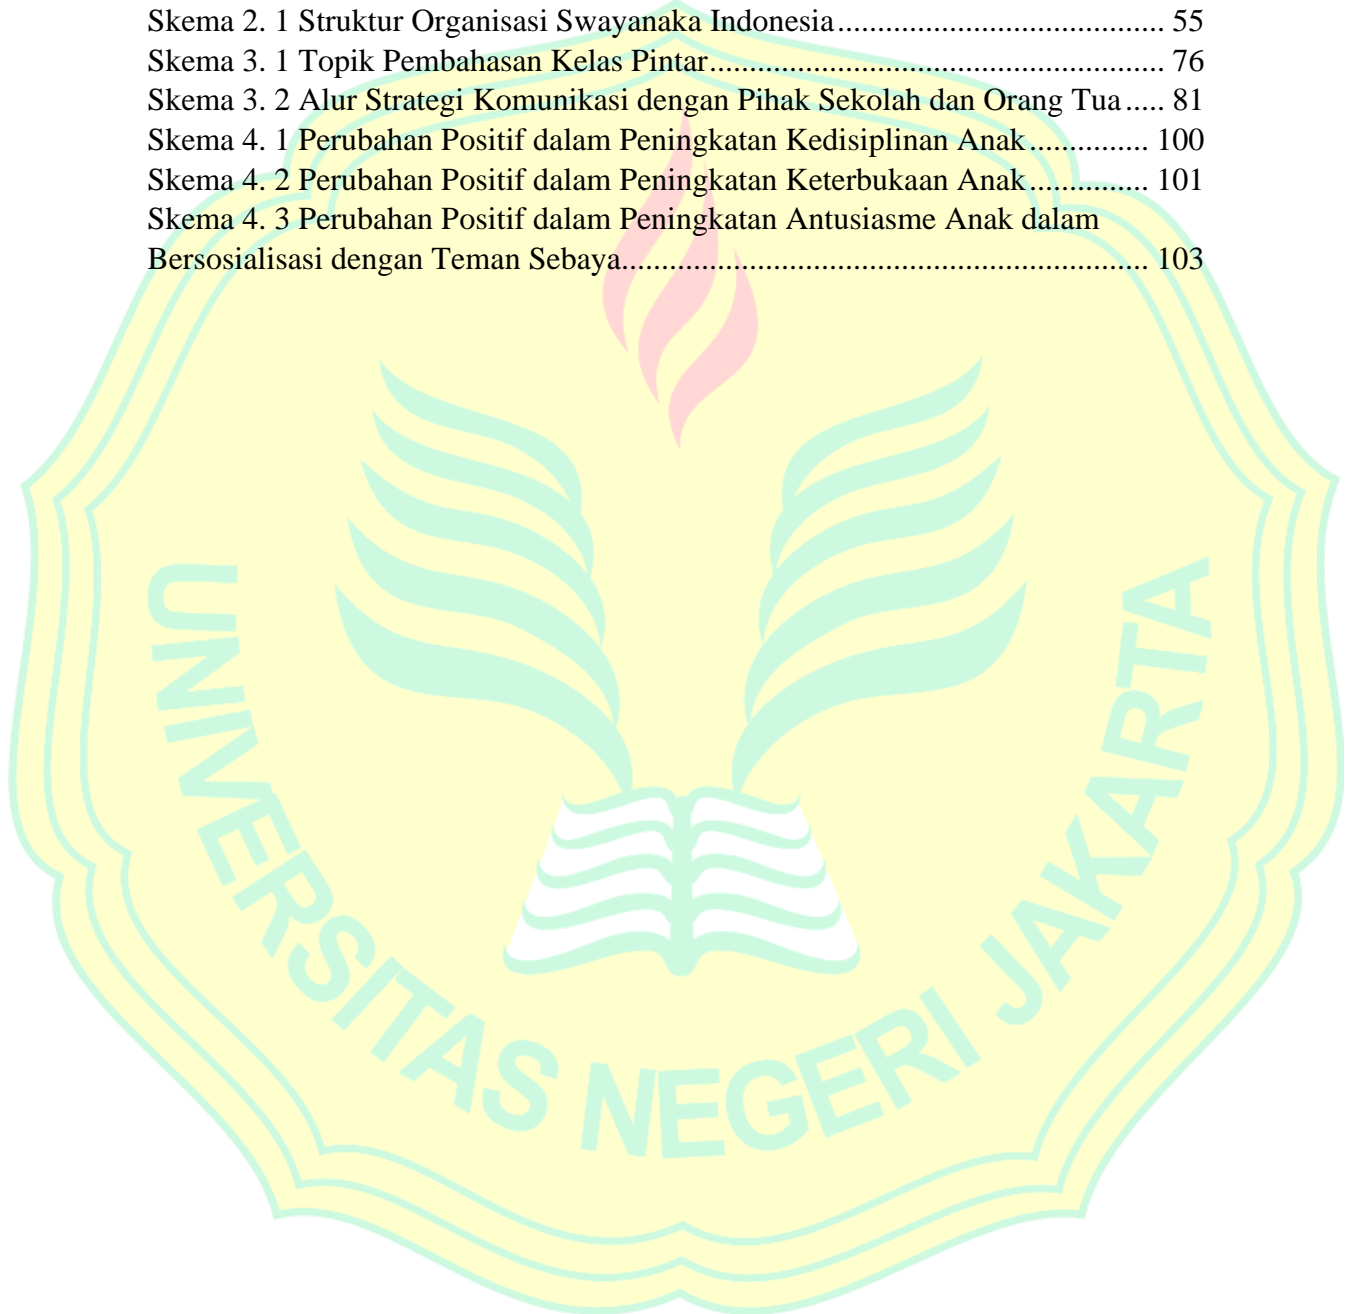 Skema 2. 1 Struktur Organisasi Swayanaka Indonesia......................................... 55
Skema 3. 1 Topik Pembahasan Kelas Pintar......................................................... 76
Skema 3. 2 Alur Strategi Komunikasi dengan Pihak Sekolah dan Orang Tua..... 81
Skema 4. 1 Perubahan Positif dalam Peningkatan Kedisiplinan Anak............... 100
Skema 4. 2 Perubahan Positif dalam Peningkatan Keterbukaan Anak............... 101
Skema 4. 3 Perubahan Positif dalam Peningkatan Antusiasme Anak dalam
Bersosialisasi dengan Teman Sebaya.................................................................. 103
UNIVERSITAS NEGERI JAKARTA